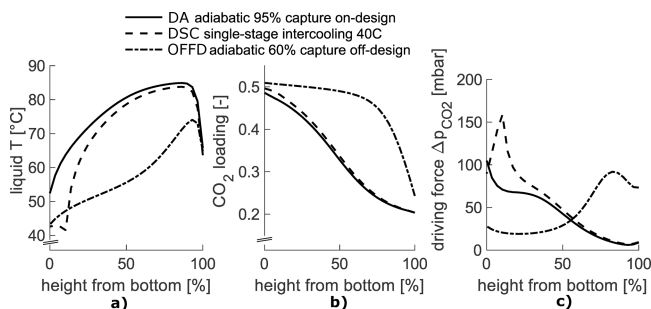 DA adiabatic 95% capture on-design
DSC single-stage intercooling 40C
OFFD adiabatic 60% capture off-design
liquid T [°C]
90
80
70
60
50
40
0
50
100
height from bottom [%]
a)
CO2 loading [-]
0.5
0.4
0.3
0.2
0
50
100
height from bottom [%]
b)
driving force ΔpCO2 [mbar]
200
150
100
50
0
0
50
100
height from bottom [%]
c)